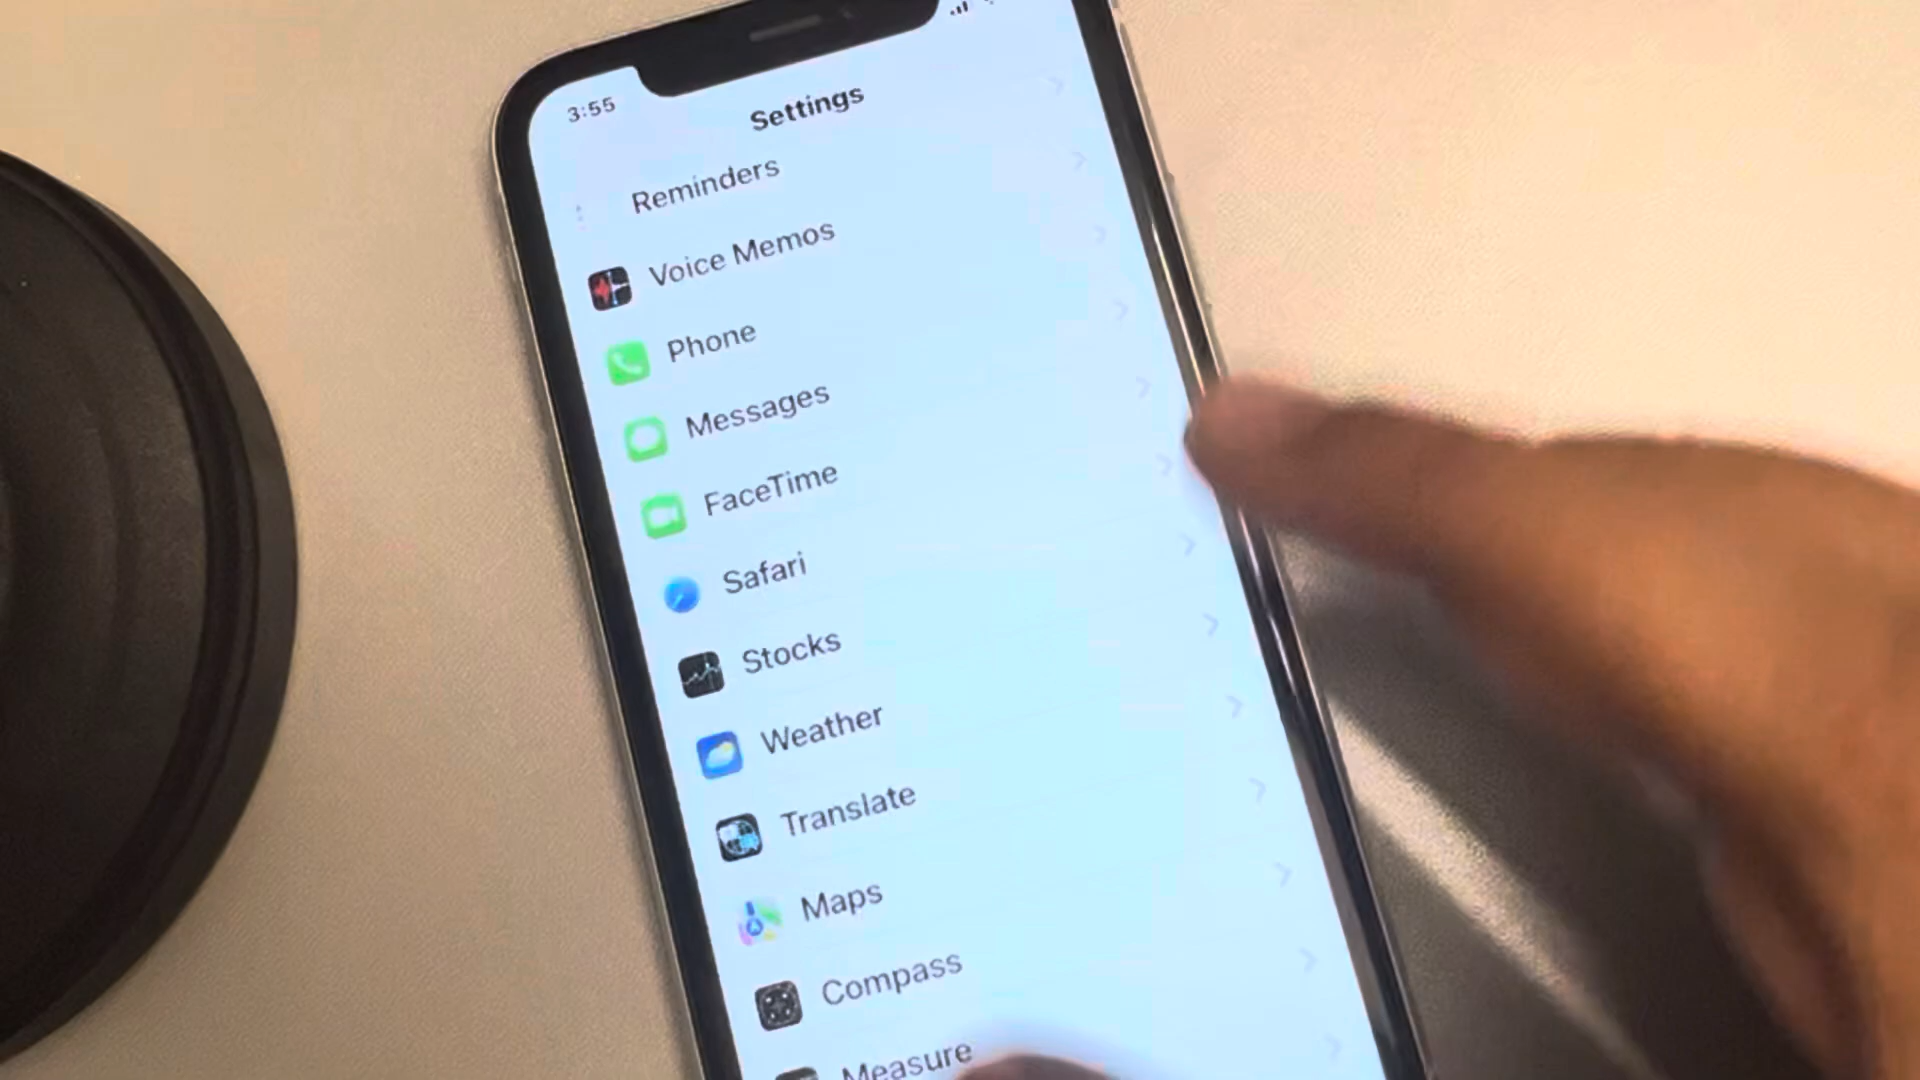 3:55
Settings
Reminders
Voice Memos
Phone
Messages
FaceTime
Safari
Stocks
Weather
Translate
Maps
Compass
Measure